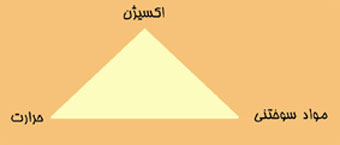 اکسیژن
مواد سوختنی
حرارت